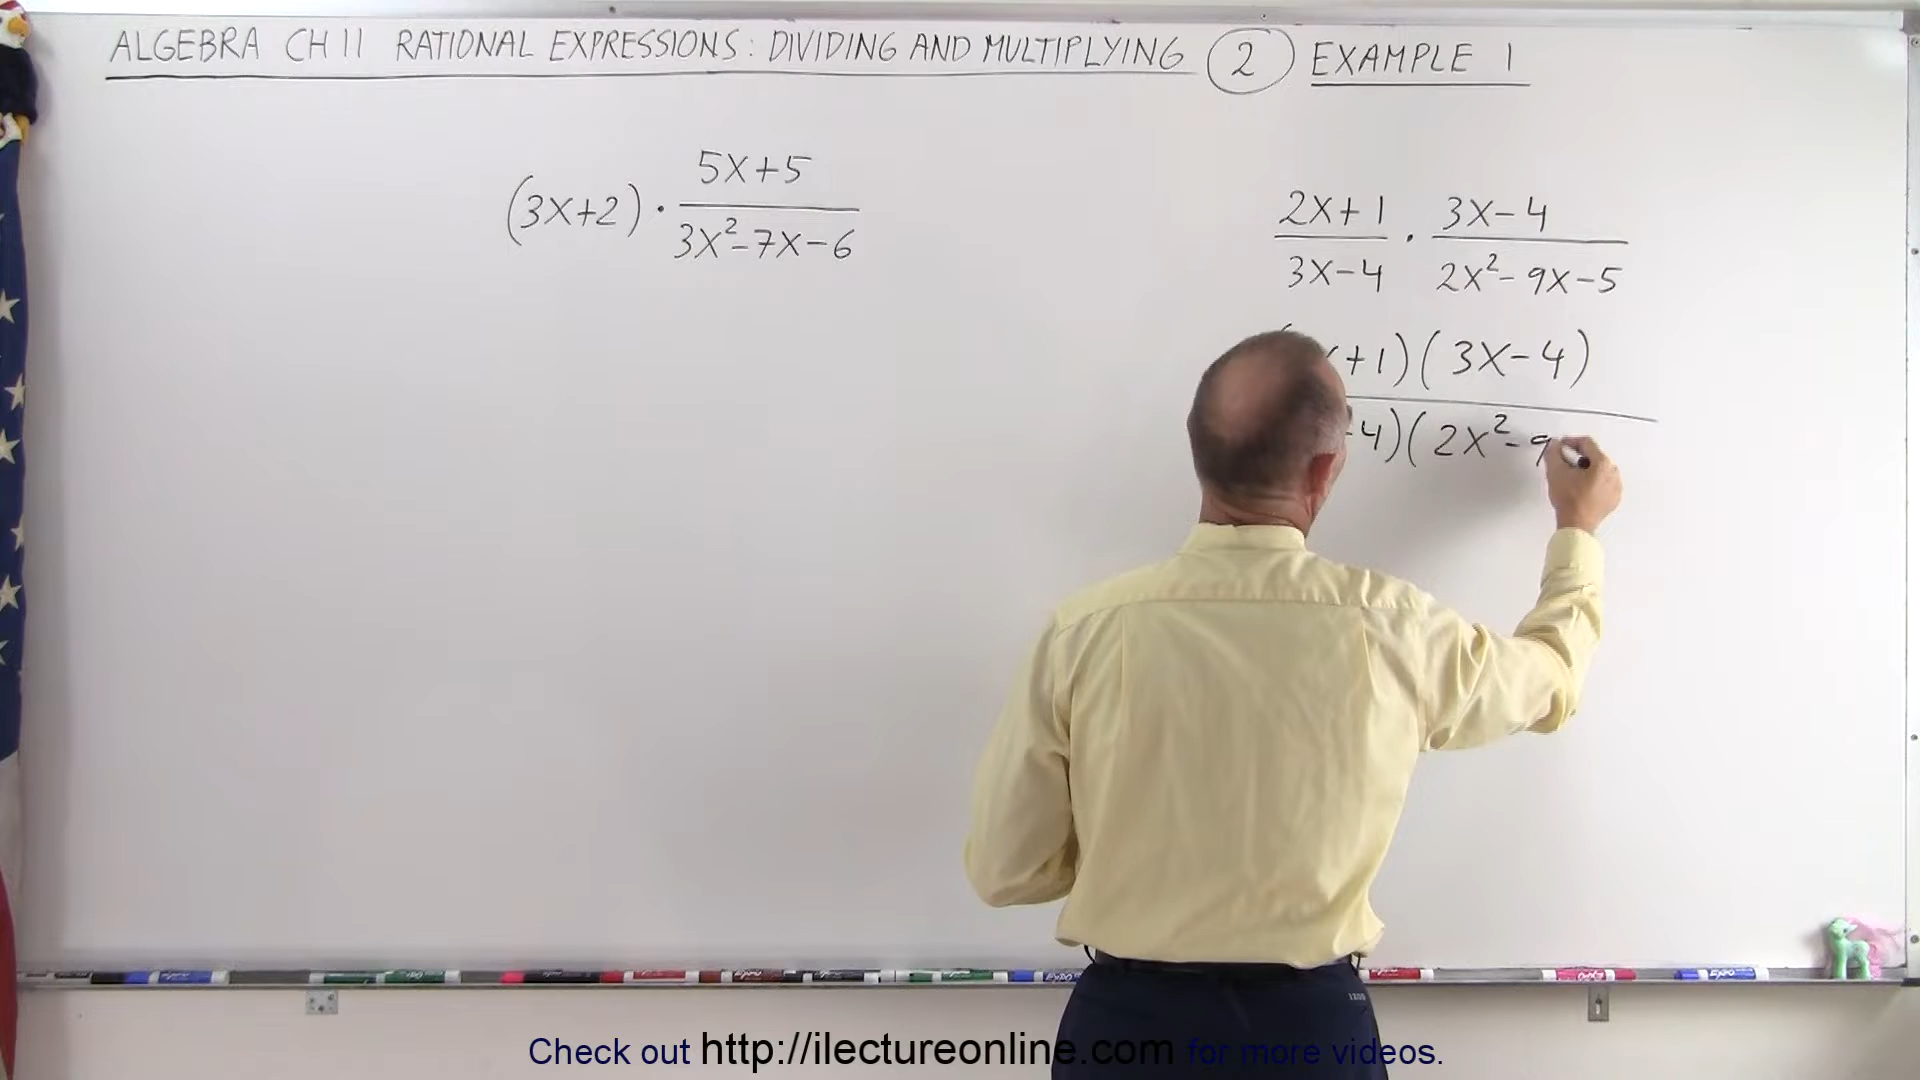 ALGEBRA CH 11 RATIONAL EXPRESSIONS: DIVIDING AND MULTIPLYING 2 EXAMPLE 1
(3X+2) · 5X+5 / 3X²-7X-6
2X+1 / 3X-4 · 3X-4 / 2X²-9X-5
+1)(3X-4)
4)(2X²-9
Check out http://ilectureonline.com for more videos.